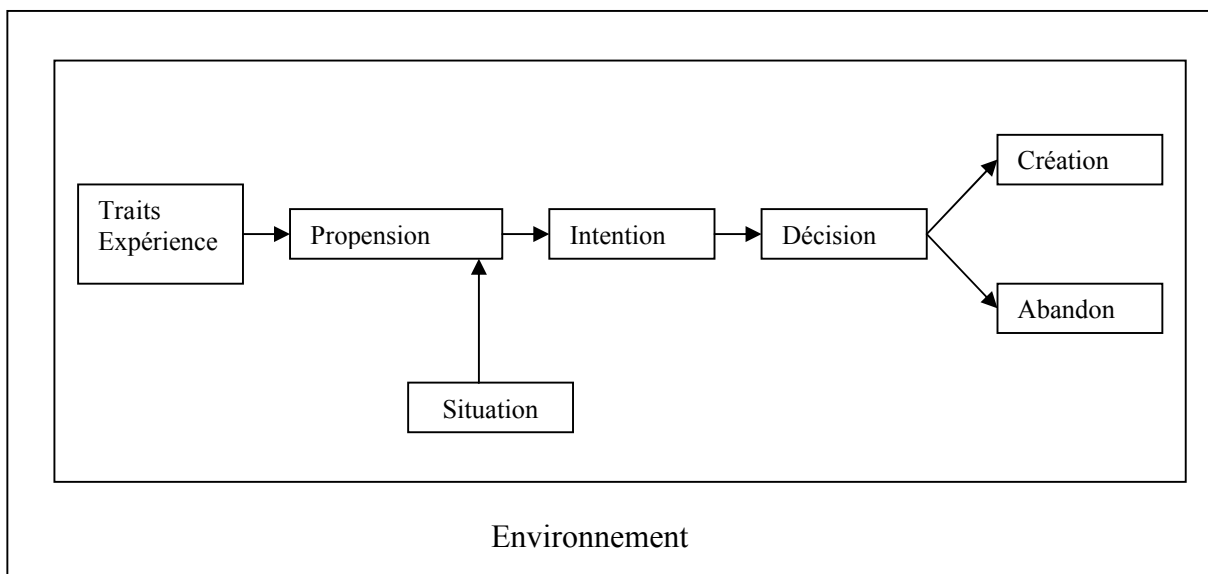 Traits
Expérience
Propension
Intention
Décision
Création
Abandon
Situation
Environnement